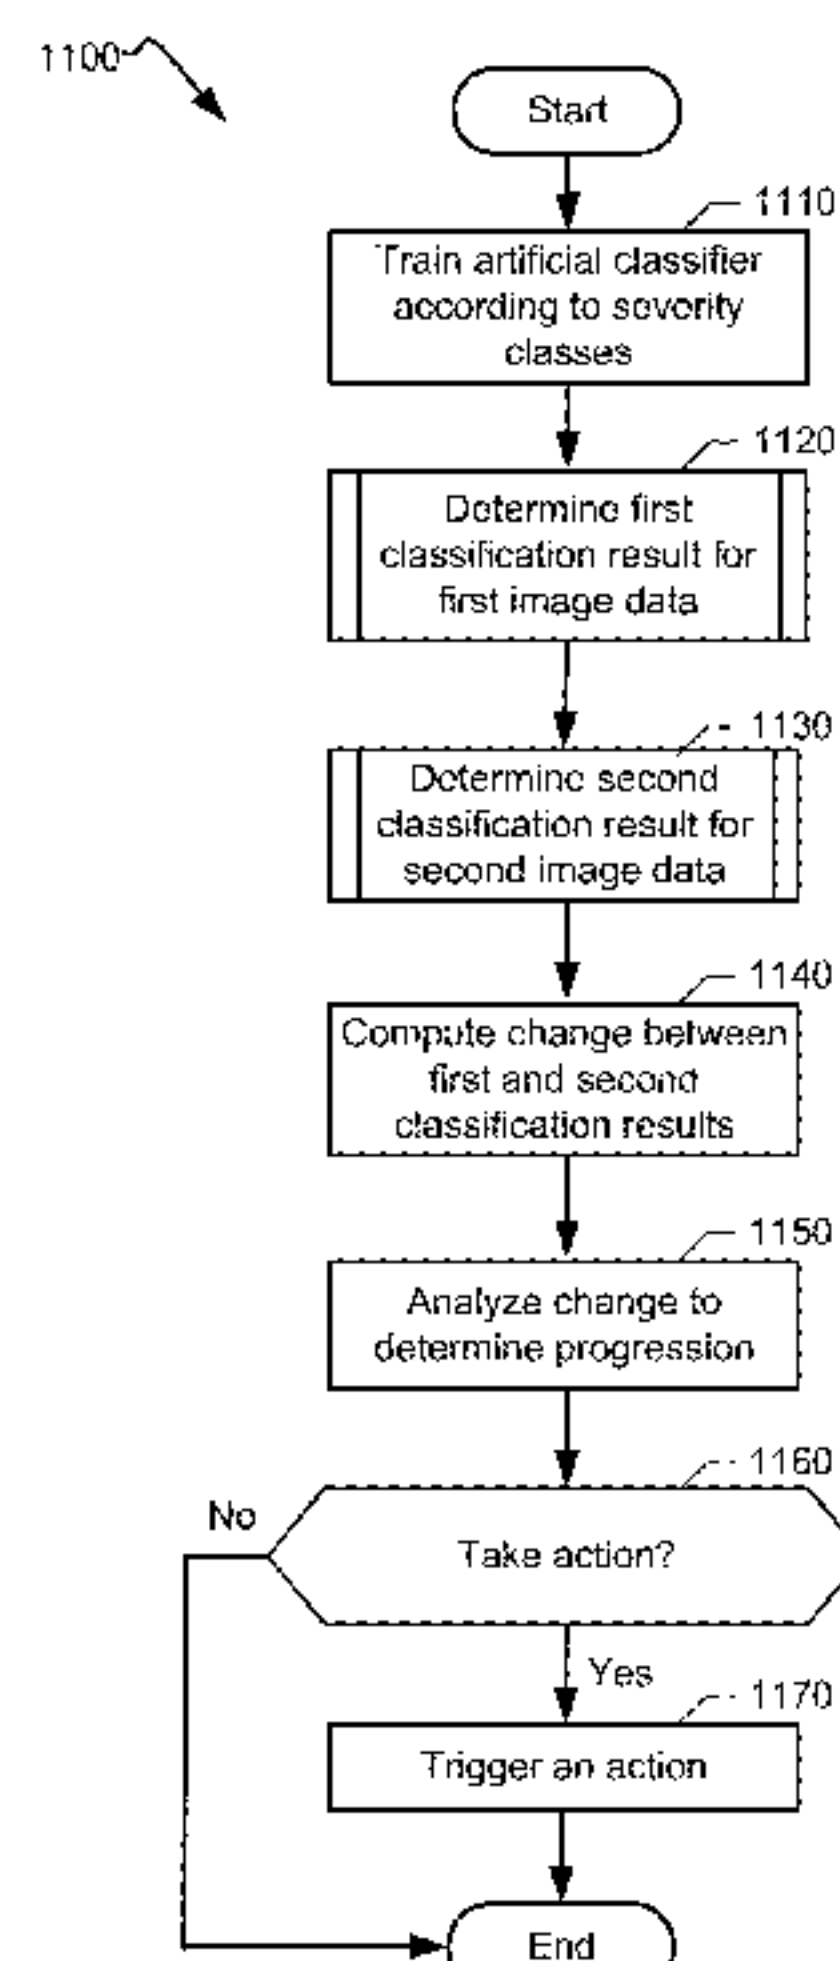 1100
Start
1110
Train artificial classifier
according to severity
classes
1120
Determine first
classification result for
first image data
1130
Determine second
classification result for
second image data
1140
Compute change between
first and second
classification results
1150
Analyze change to
determine progression
1160
No
Take action?
Yes
1170
Trigger an action
End